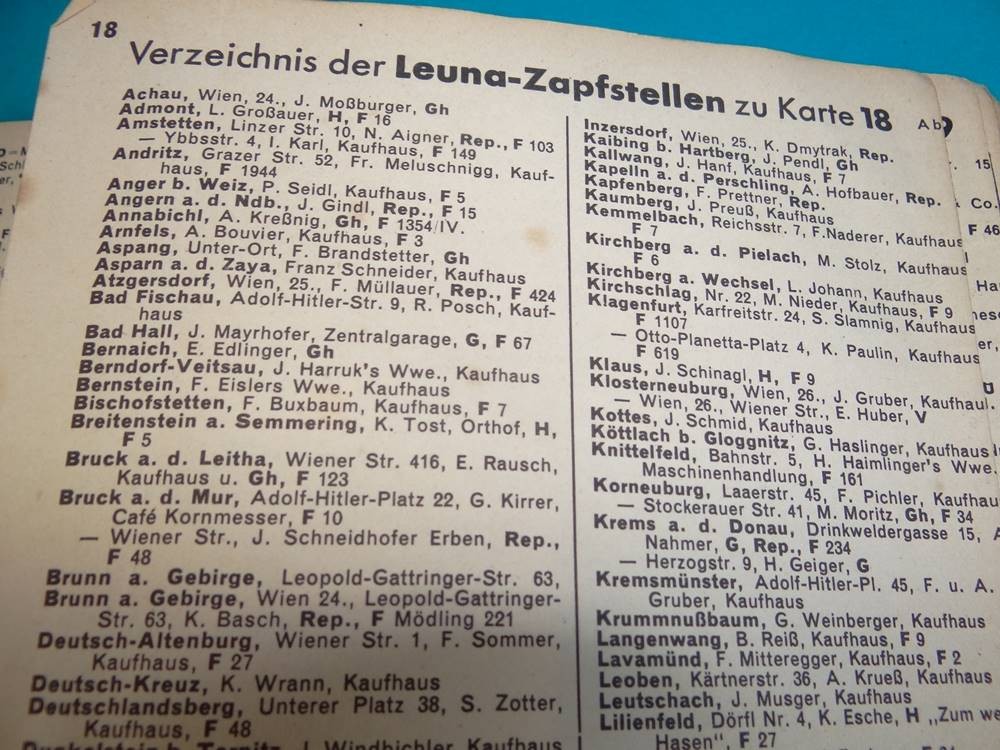 18
Verzeichnis der Leuna-Zapfstellen zu Karte 18
Achau, Wien, 24., J. Moßburger, Gh
Admont, L. Großauer, H, F 16
Amstetten, Linzer Str. 10, N. Aigner, Rep., F 103
— Ybbsstr. 4, I. Karl, Kaufhaus, F 149
Andritz, Grazer Str. 52, Fr. Meluschnigg, Kauf-
haus, F 1944
Anger b. Weiz, P. Seidl, Kaufhaus, F 5
Angern a. d. Ndb., J. Gindl, Rep., F 15
Annabichl, A. Kreßnig, Gh, F 1354/IV.
Arnfels, A. Bouvier, Kaufhaus, F 3
Aspang, Unter-Ort, F. Brandstetter, Gh
Asparn a. d. Zaya, Franz Schneider, Kaufhaus
Atzgersdorf, Wien, 25., F. Müllauer, Rep., F 424
Bad Fischau, Adolf-Hitler-Str. 9, R. Posch, Kauf-
haus
Bad Hall, J. Mayrhofer, Zentralgarage, G, F 67
Bernaich, E. Edlinger, Gh
Berndorf-Veitsau, J. Harruk's Wwe., Kaufhaus
Bernstein, F. Eislers Wwe., Kaufhaus
Bischofstetten, F. Buxbaum, Kaufhaus, F 7
Breitenstein a. Semmering, K. Tost, Orthof, H,
F 5
Bruck a. d. Leitha, Wiener Str. 416, E. Rausch,
Kaufhaus u. Gh, F 123
Bruck a. d. Mur, Adolf-Hitler-Platz 22, G. Kirrer,
Café Kornmesser, F 10
— Wiener Str., J. Schneidhofer Erben, Rep.,
F 48
Brunn a. Gebirge, Leopold-Gattringer-Str. 63,
Brunn a. Gebirge, Wien 24., Leopold-Gattringer-
Str. 63, K. Basch, Rep., F Mödling 221
Deutsch-Altenburg, Wiener Str. 1, F. Sommer,
Kaufhaus, F 27
Deutsch-Kreuz, K. Wrann, Kaufhaus
Deutschlandsberg, Unterer Platz 38, S. Zotter,
Kaufhaus, F 48
J. Windbichler, Kaufhaus
Inzersdorf, Wien, 25., K. Dmytrak, Rep.
Kaibing b. Hartberg, J. Pendl, Gh
Kallwang, J. Hanf, Kaufhaus, F 7
Kapelln a. d. Perschling, A. Hofbauer, Rep.
Kapfenberg, F. Prettner, Rep.
Kaumberg, J. Preuß, Kaufhaus
Kemmelbach, Reichsstr. 7, F. Naderer, Kaufhaus
F 7
Kirchberg a. d. Pielach, M. Stolz, Kaufhaus
F 6
Kirchberg a. Wechsel, L. Johann, Kaufhaus
Kirchschlag, Nr. 22, M. Nieder, Kaufhaus, F 9
Klagenfurt, Karfreitstr. 24, S. Slamnig, Kaufhaus
F 1107
— Otto-Planetta-Platz 4, K. Paulin, Kaufhaus
F 619
Klaus, J. Schinagl, H, F 9
Klosterneuburg, Wien, 26., J. Gruber, Kaufhau
— Wien, 26., Wiener Str., E. Huber, V
Kottes, J. Schmid, Kaufhaus
Köttlach b. Gloggnitz, G. Haslinger, Kaufhaus
Knittelfeld, Bahnstr. 5, H. Haimlinger's Wwe.
Maschinenhandlung, F 161
Korneuburg, Laaerstr. 45, F. Pichler, Kaufhau
— Stockerauer Str. 41, M. Moritz, Gh, F 34
Krems a. d. Donau, Drinkweldergasse 15, A
Nahmer, G, Rep., F 234
— Herzogstr. 9, H. Geiger, G
Kremsmünster, Adolf-Hitler-Pl. 45, F. u. A.
Gruber, Kaufhaus
Krummnußbaum, G. Weinberger, Kaufhaus
Langenwang, B. Reiß, Kaufhaus, F 9
Lavamünd, F. Mitteregger, Kaufhaus, F 2
Leoben, Kärtnerstr. 36, A. Krueß, Kaufhaus
Leutschach, J. Musger, Kaufhaus
Lilienfeld, Dörfl Nr. 4, K. Esche, H „Zum we
Hasen", F 27
Ab
15
Co.
F 46